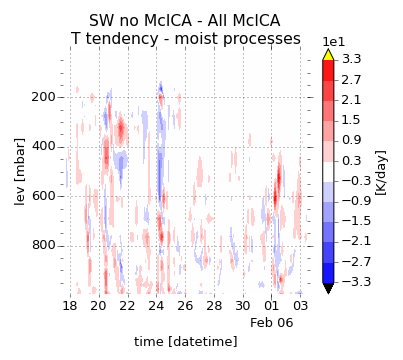 SW no McICA - All McICA
T tendency - moist processes
1e1
3.3
2.7
2.1
1.5
0.9
0.3
−0.3
−0.9
−1.5
−2.1
−2.7
−3.3
[K/day]
lev [mbar]
200
400
600
800
18 20 22 24 26 28 30 01 03
Feb 06
time [datetime]